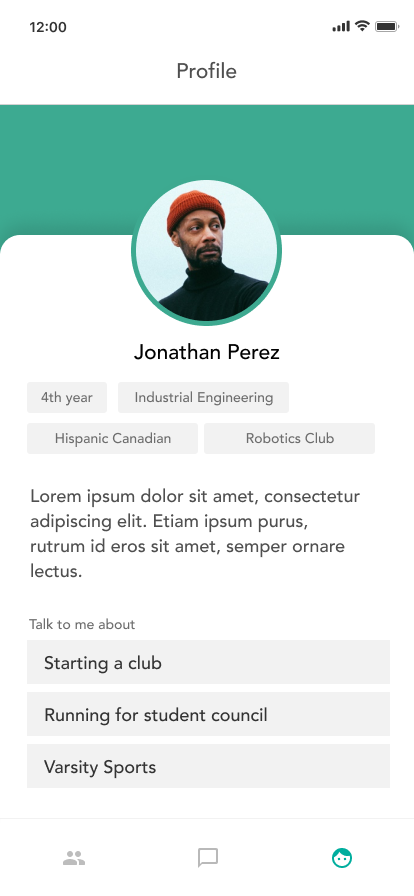 12:00
Profile
Jonathan Perez
4th year Industrial Engineering
Hispanic Canadian Robotics Club
Lorem ipsum dolor sit amet, consectetur
adipiscing elit. Etiam ipsum purus,
rutrum id eros sit amet, semper ornare
lectus.
Talk to me about
Starting a club
Running for student council
Varsity Sports